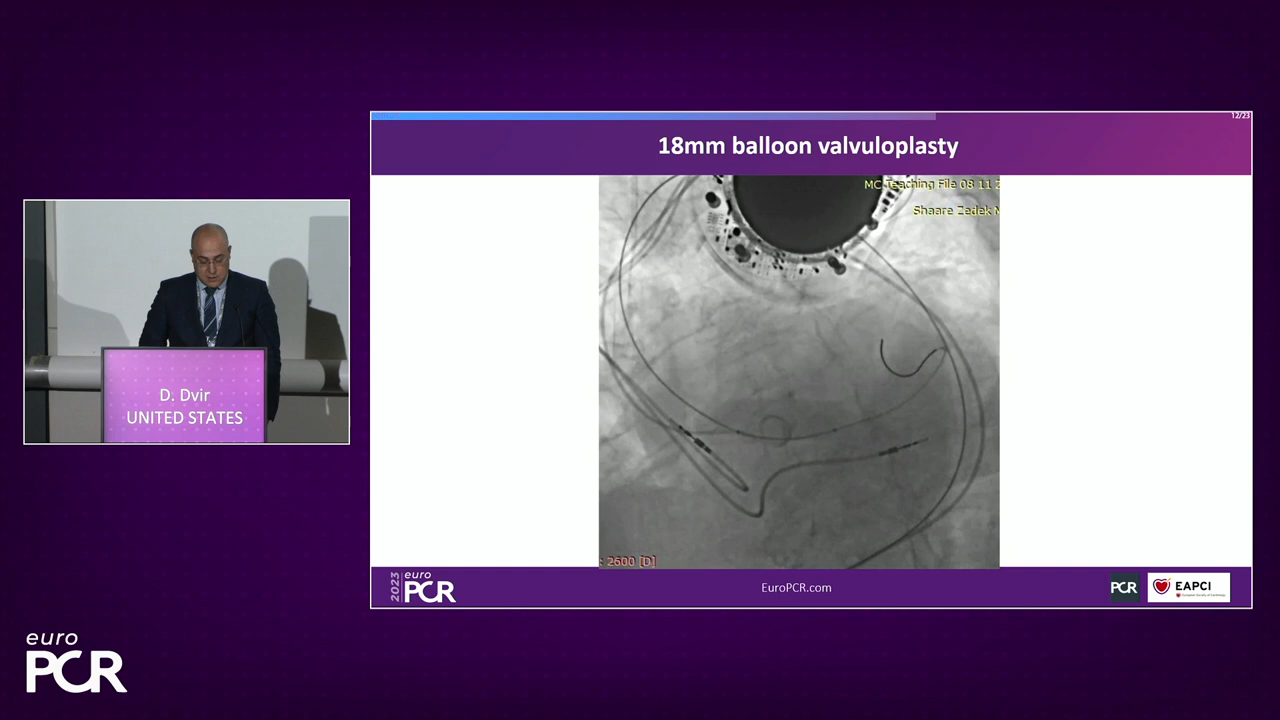 12/23
18mm balloon valvuloplasty
MC Teaching File 08 11 2
Shaare Zedek M
: 2600 [D]
D. Dvir
UNITED STATES
2023
euro
PCR
EuroPCR.com
PCR
EAPCI
euro
PCR